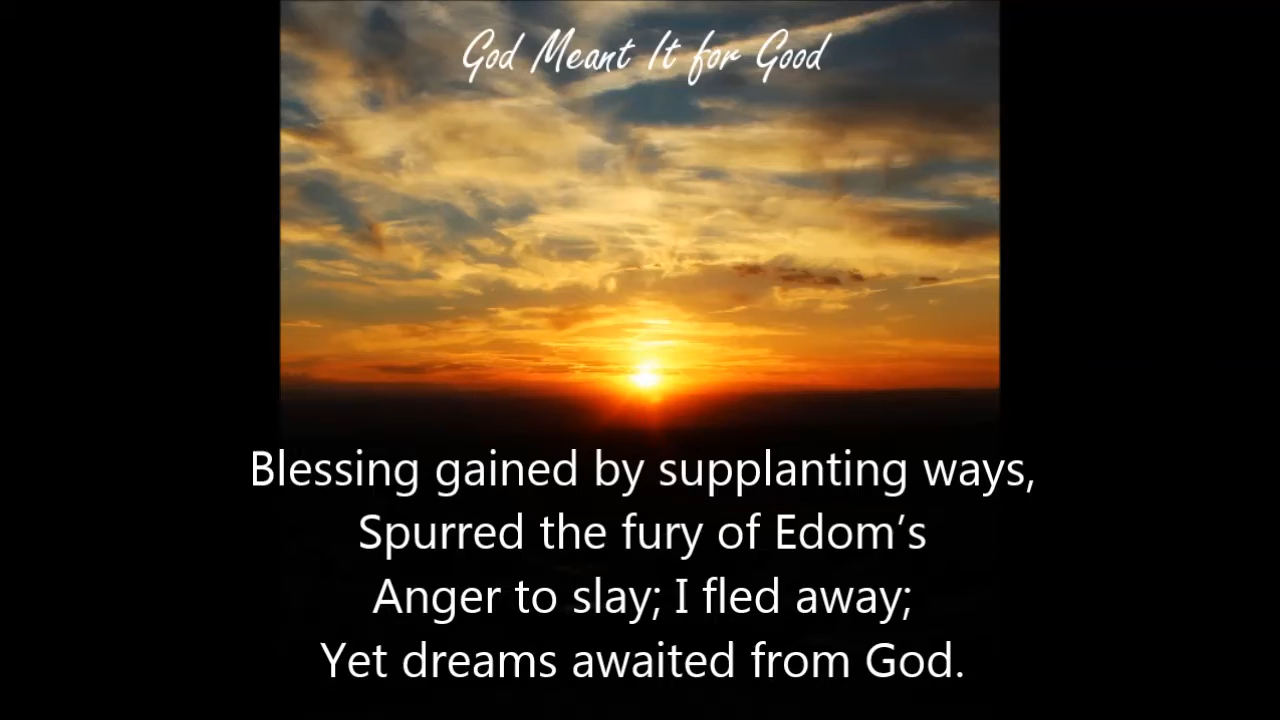 God Meant It for Good
Blessing gained by supplanting ways,
Spurred the fury of Edom’s
Anger to slay; I fled away;
Yet dreams awaited from God.